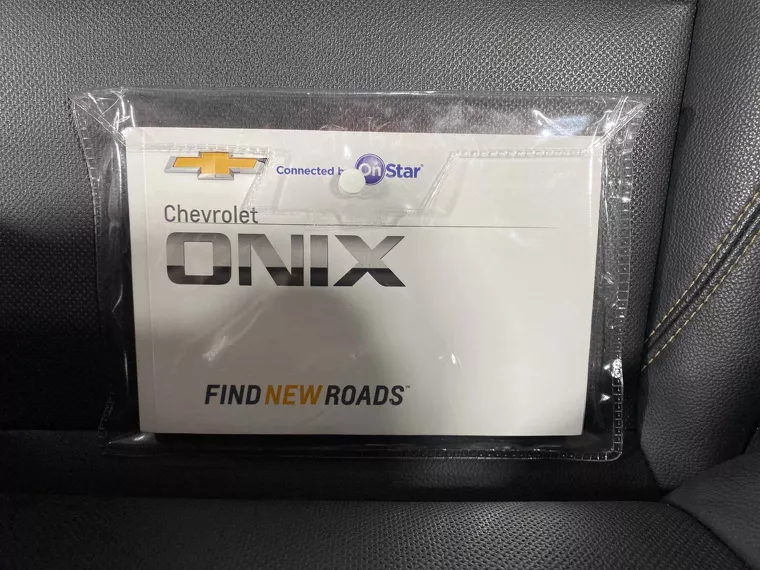 Connected by OnStar®
Chevrolet
ONIX
FIND NEW ROADS™